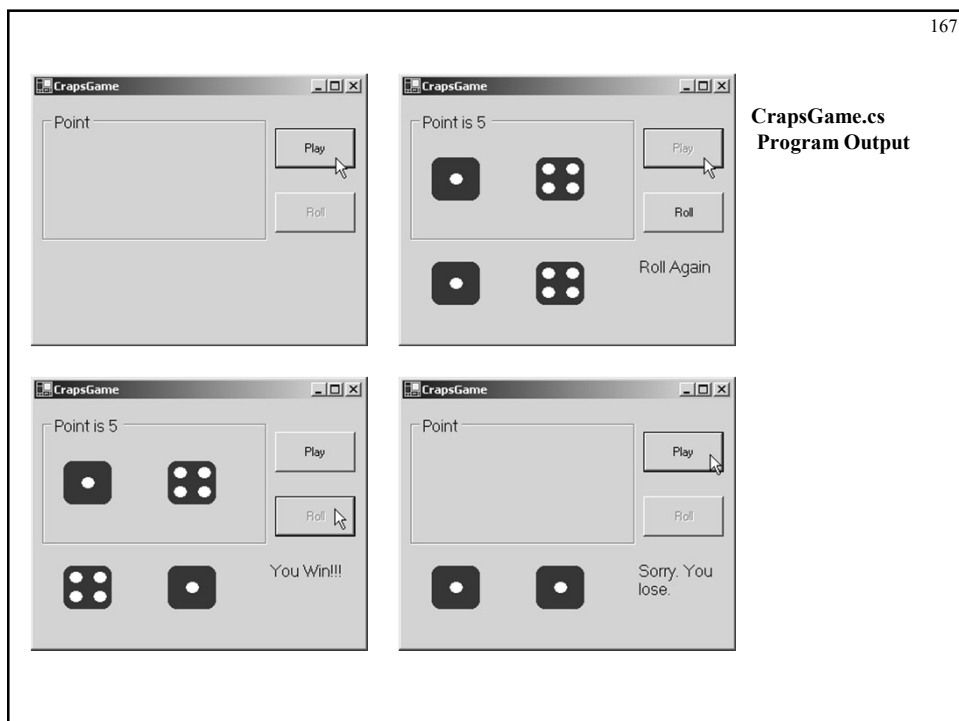 167
CrapsGame
Point
Play
Roll
CrapsGame
Point is 5
Play
Roll
Roll Again
CrapsGame.cs
Program Output
CrapsGame
Point is 5
Play
Roll
You Win!!!
CrapsGame
Point
Play
Roll
Sorry. You
lose.